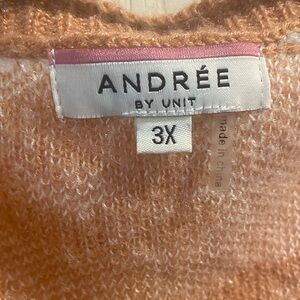 ANDRÉE
BY UNIT
3X
made in china